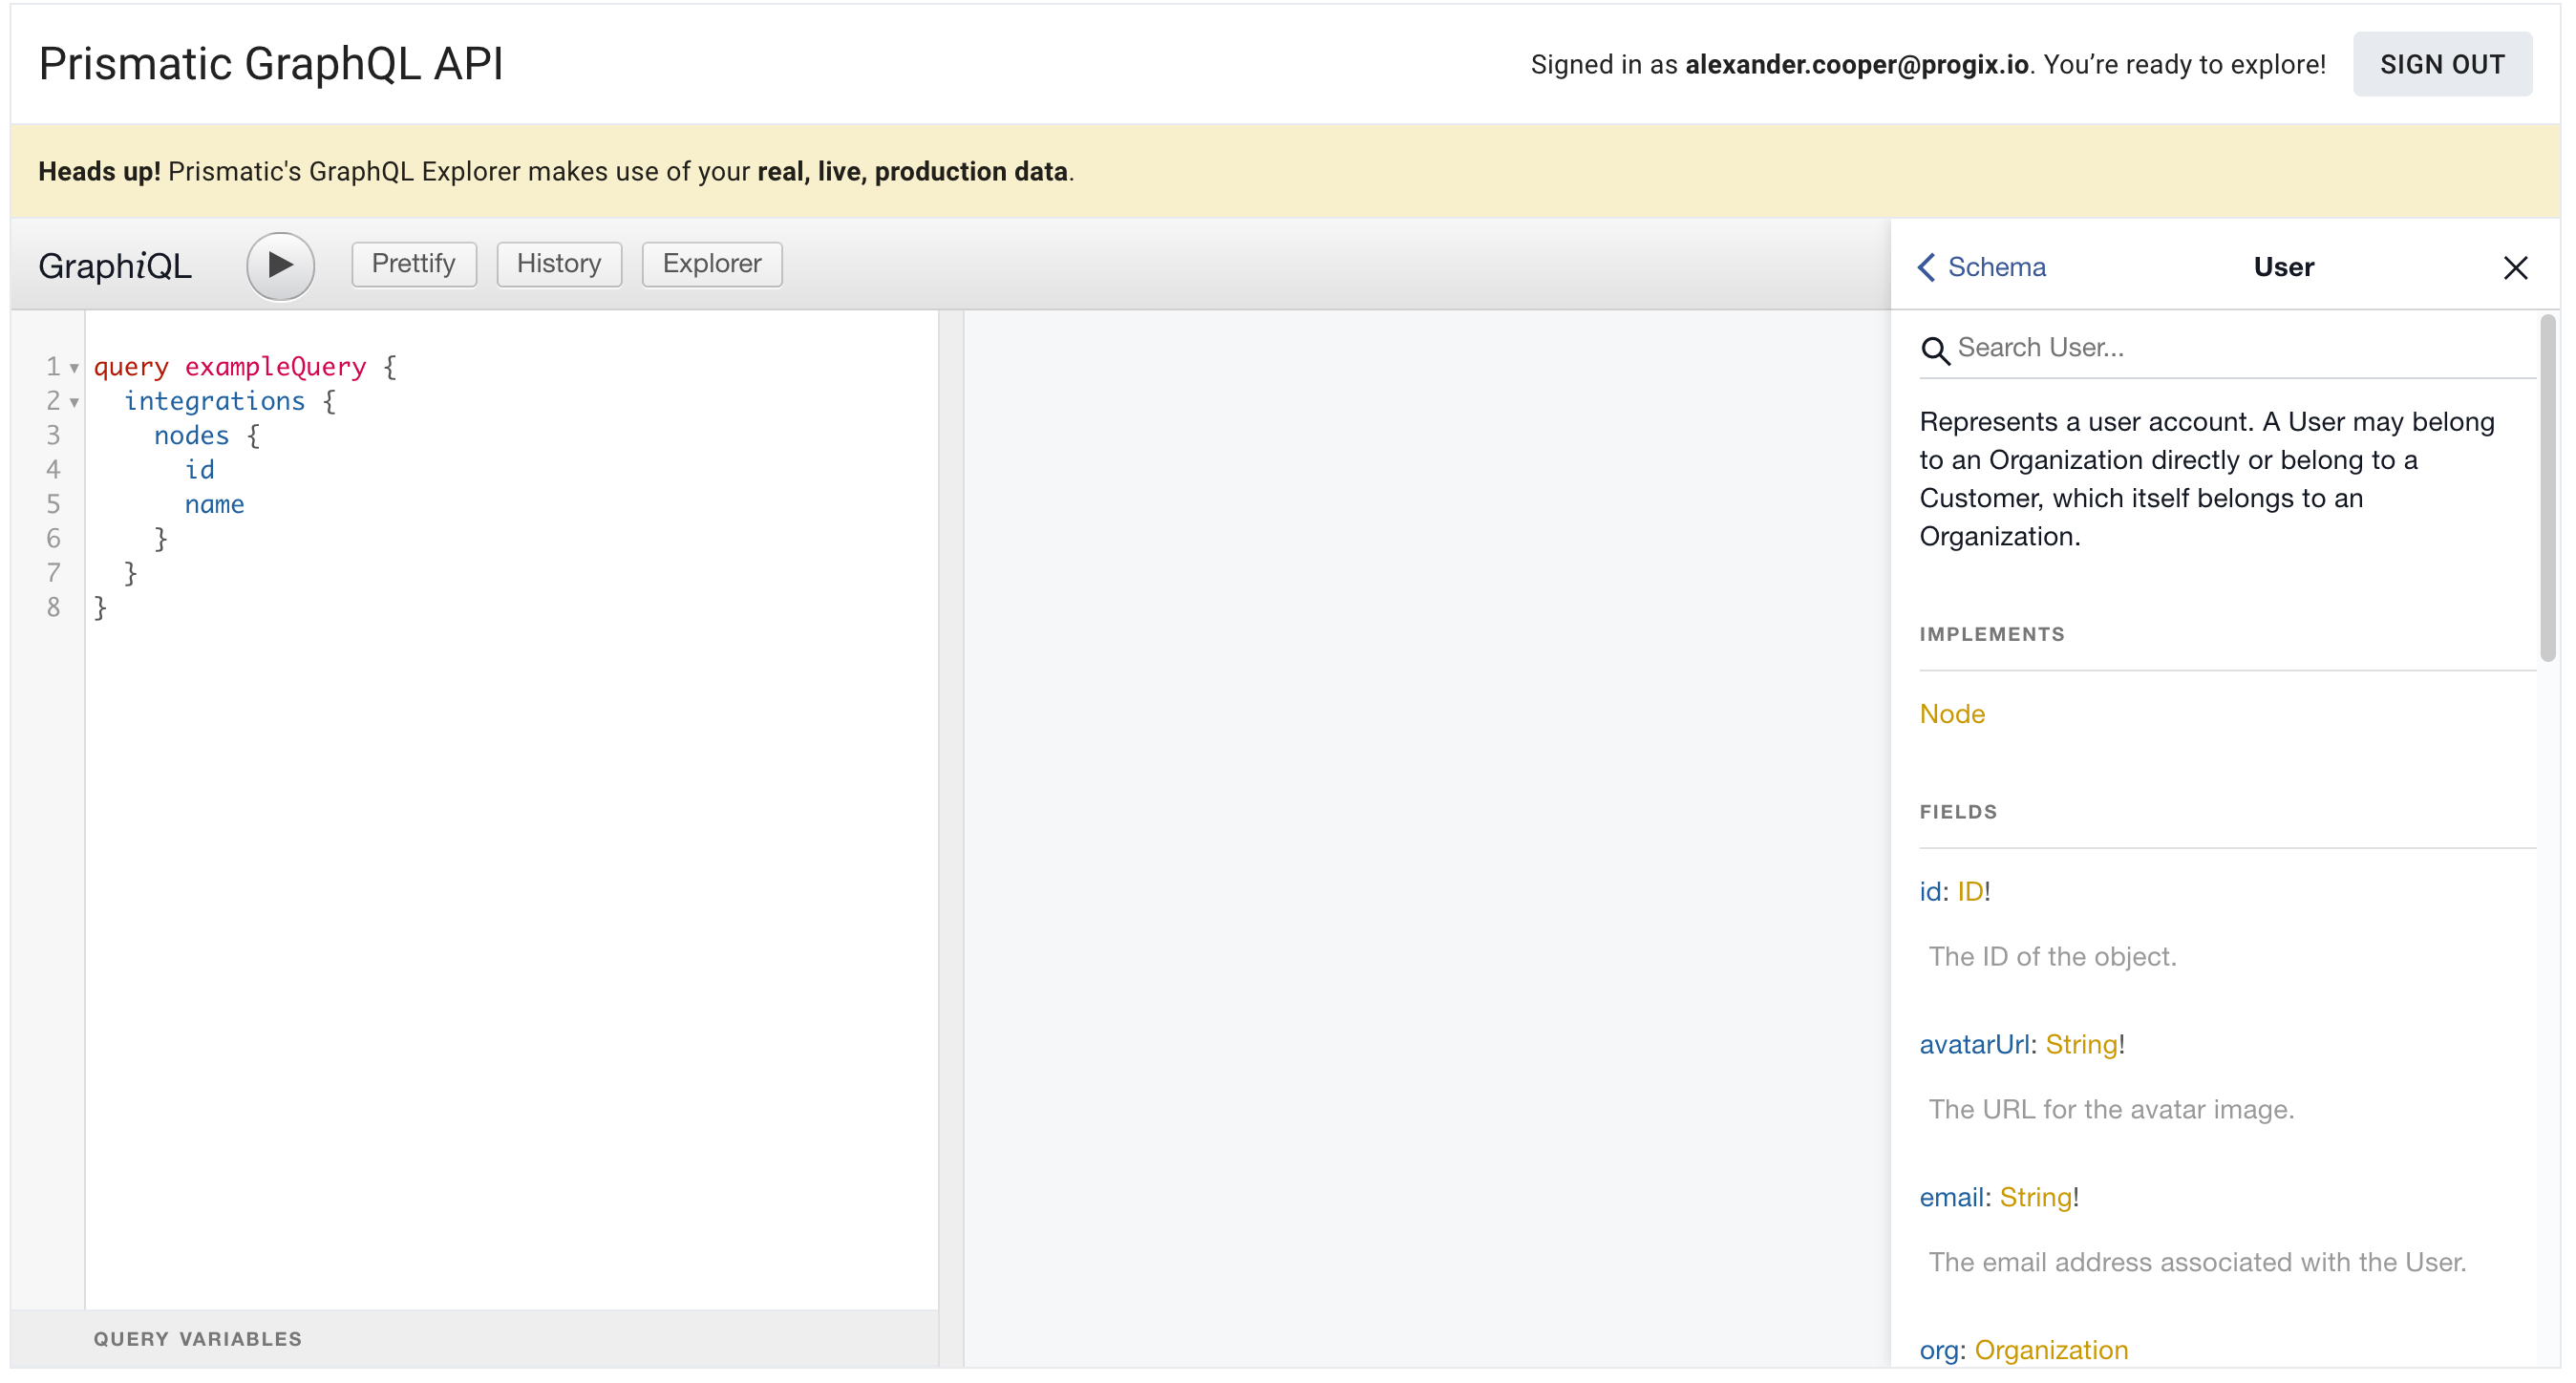 Prismatic GraphQL API
Signed in as alexander.cooper@progix.io. You’re ready to explore!
SIGN OUT
Heads up! Prismatic's GraphQL Explorer makes use of your real, live, production data.
GraphiQL
Prettify
History
Explorer
1 query exampleQuery {
2   integrations {
3     nodes {
4       id
5       name
6     }
7   }
8 }
QUERY VARIABLES
Schema
User
Search User...
Represents a user account. A User may belong
to an Organization directly or belong to a
Customer, which itself belongs to an
Organization.
IMPLEMENTS
Node
FIELDS
id: ID!
The ID of the object.
avatarUrl: String!
The URL for the avatar image.
email: String!
The email address associated with the User.
org: Organization